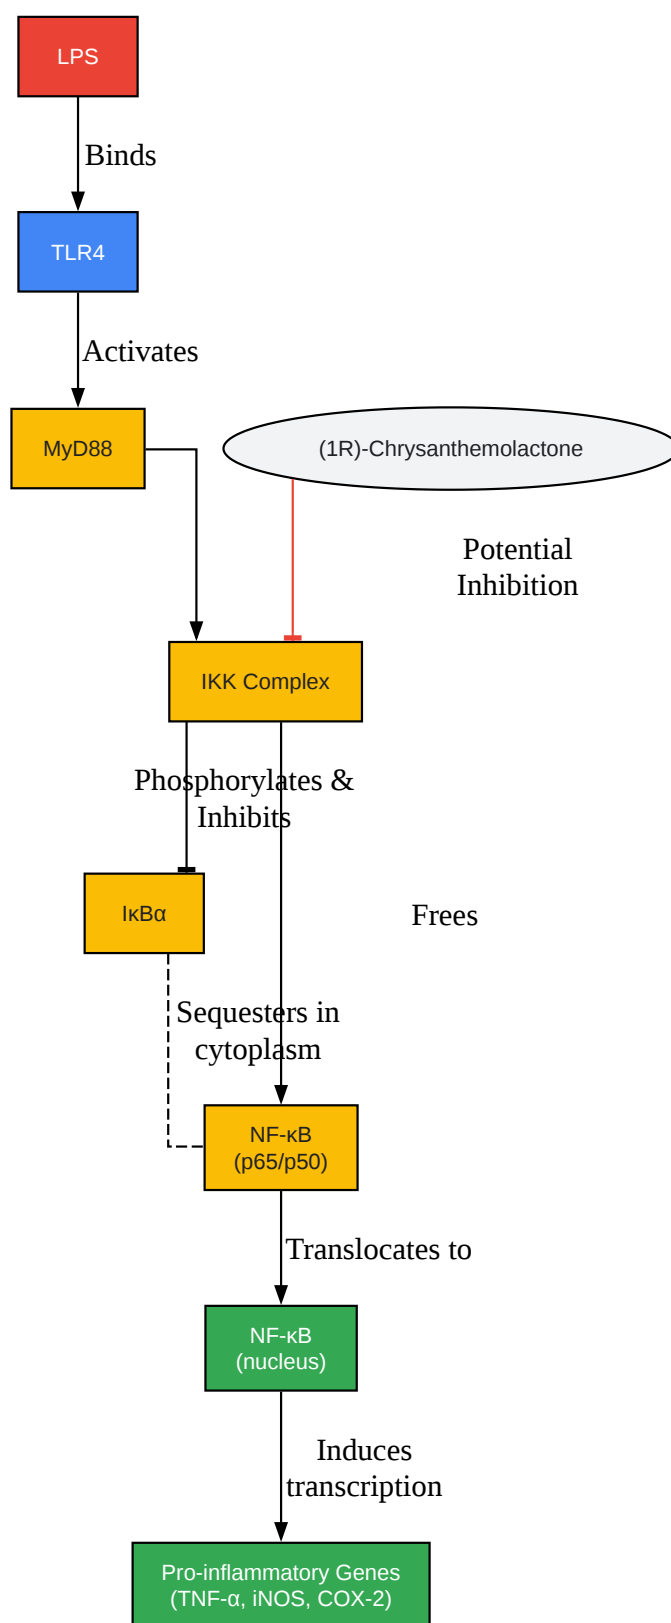 LPS
Binds
TLR4
Activates
MyD88
(1R)-Chrysanthemolactone
Potential
Inhibition
IKK Complex
Phosphorylates &
Inhibits
IκBα
Frees
Sequesters in
cytoplasm
NF-κB
(p65/p50)
Translocates to
NF-κB
(nucleus)
Induces
transcription
Pro-inflammatory Genes
(TNF-α, iNOS, COX-2)